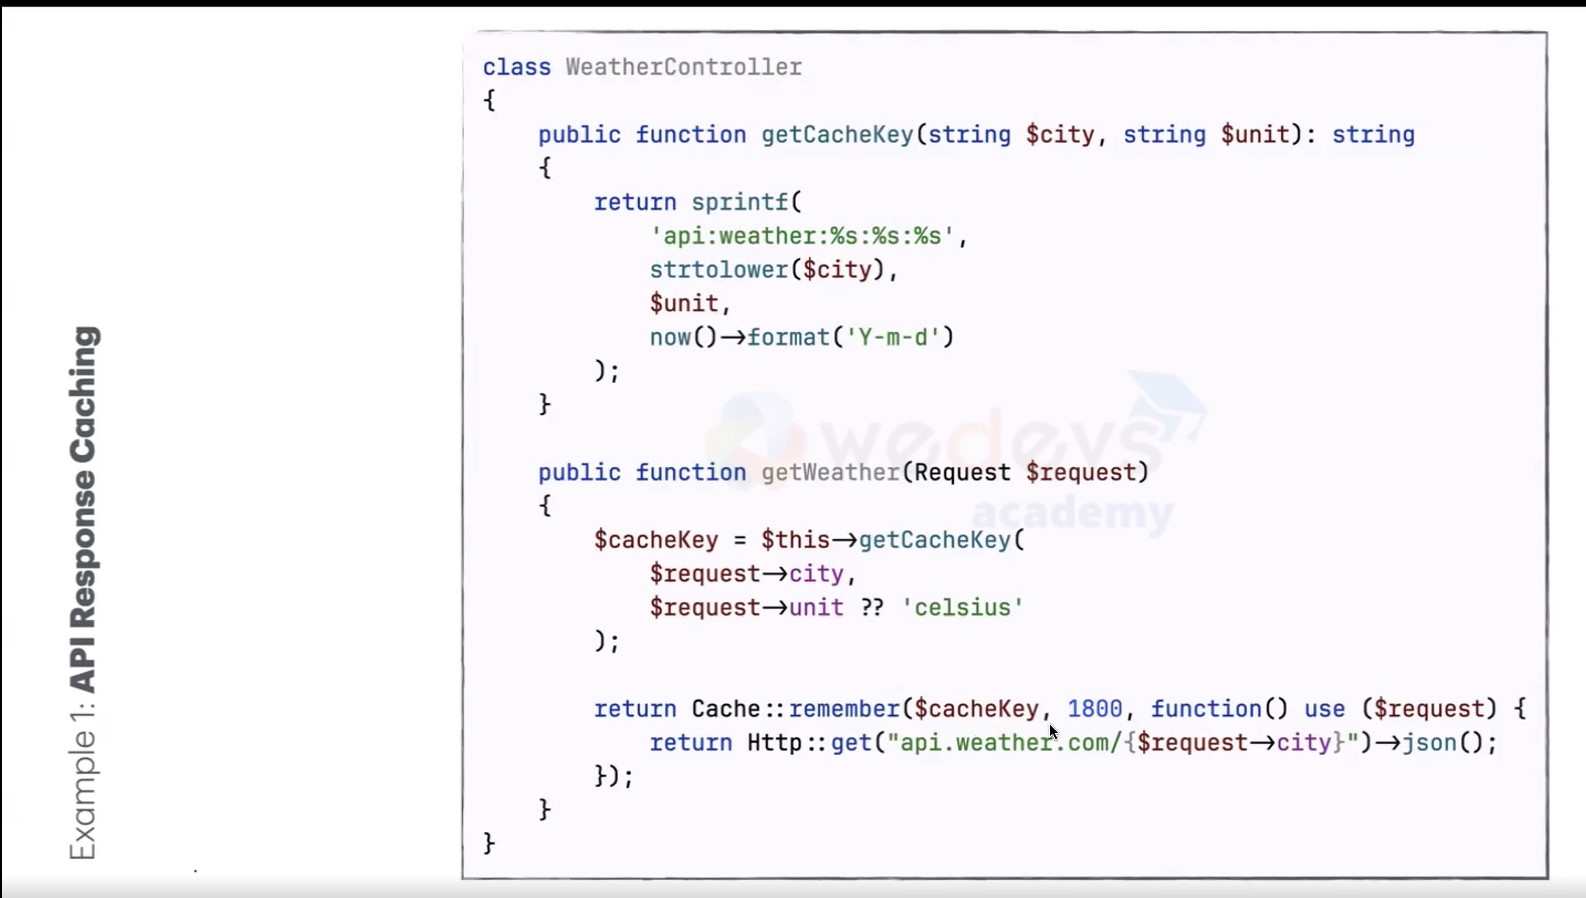 Example 1: API Response Caching
class WeatherController
{
    public function getCacheKey(string $city, string $unit): string
    {
        return sprintf(
            'api:weather:%s:%s:%s',
            strtolower($city),
            $unit,
            now()->format('Y-m-d')
        );
    }

    public function getWeather(Request $request)
    {
        $cacheKey = $this->getCacheKey(
            $request->city,
            $request->unit ?? 'celsius'
        );

        return Cache::remember($cacheKey, 1800, function() use ($request) {
            return Http::get("api.weather.com/{$request->city}")->json();
        });
    }
}
wedevs
academy